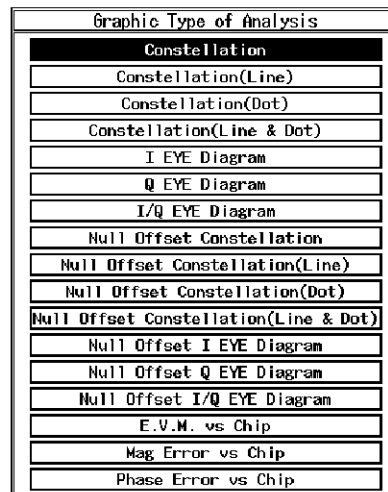 Graphic Type of Analysis
Constellation
Constellation(Line)
Constellation(Dot)
Constellation(Line & Dot)
I EYE Diagram
Q EYE Diagram
I/Q EYE Diagram
Null Offset Constellation
Null Offset Constellation(Line)
Null Offset Constellation(Dot)
Null Offset Constellation(Line & Dot)
Null Offset I EYE Diagram
Null Offset Q EYE Diagram
Null Offset I/Q EYE Diagram
E.V.M. vs Chip
Mag Error vs Chip
Phase Error vs Chip